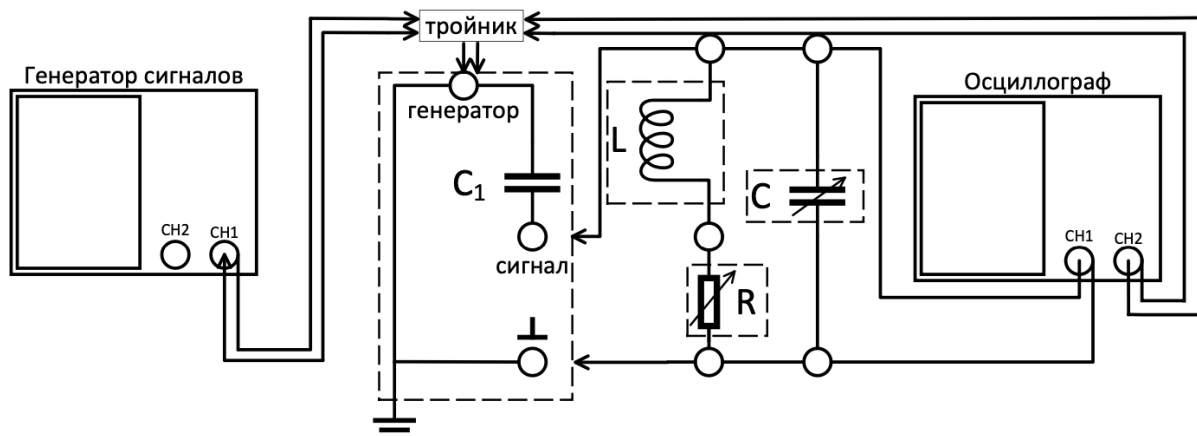 тройник
Генератор сигналов
Осциллограф
генератор
L
C₁
C
CH2
CH1
сигнал
CH1
CH2
R